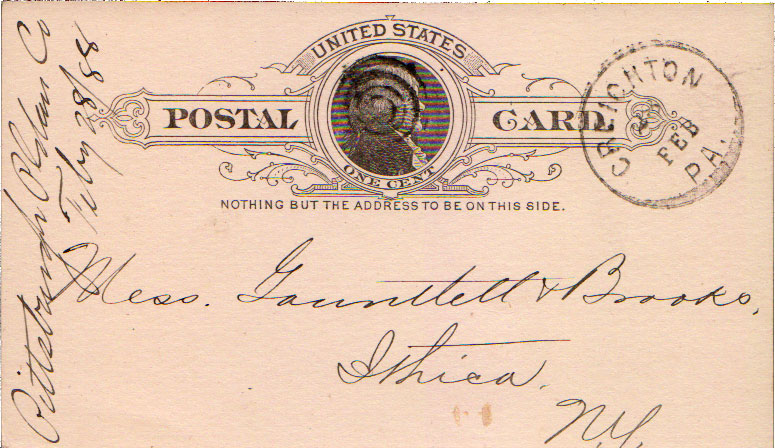 UNITED STATES
POSTAL CARD
ONE CENT
NOTHING BUT THE ADDRESS TO BE ON THIS SIDE.
CREIGHTON
FEB
PA.
Mess. Gauntlett & Brooks,
Ithica,
N.Y.
Pittsburgh Pl Glass Co
Feby 28/88